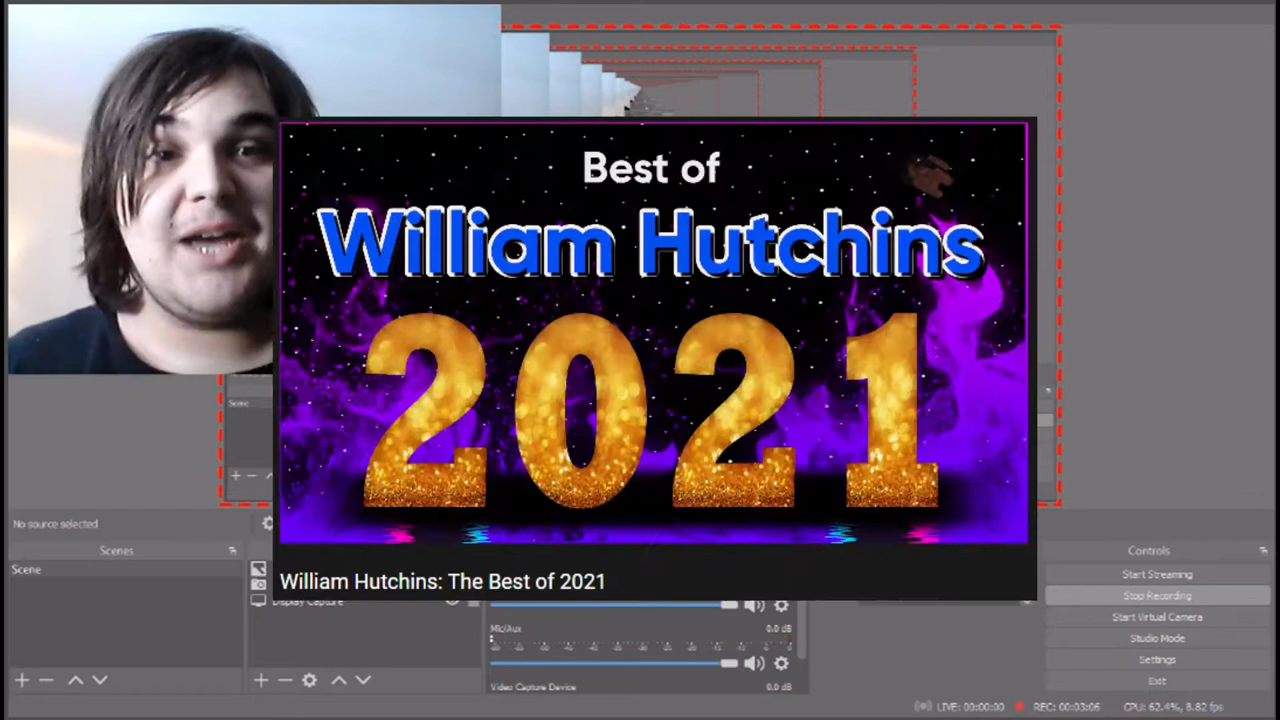 Best of
William Hutchins
2021
William Hutchins: The Best of 2021
Scene
No source selected
Scenes
Scene
Display Capture
Mic/Aux
0.0 dB
Video Capture Device
0.0 dB
Controls
Start Streaming
Stop Recording
Start Virtual Camera
Studio Mode
Settings
Exit
LIVE: 00:00:00
REC: 00:03:06
CPU: 62.4%, 8.82 fps